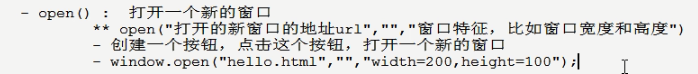 - open() : 打开一个新的窗口
** open("打开的新窗口的地址url","","窗口特征，比如窗口宽度和高度")
- 创建一个按钮，点击这个按钮，打开一个新的窗口
- window.open("hello.html","","width=200,height=100");